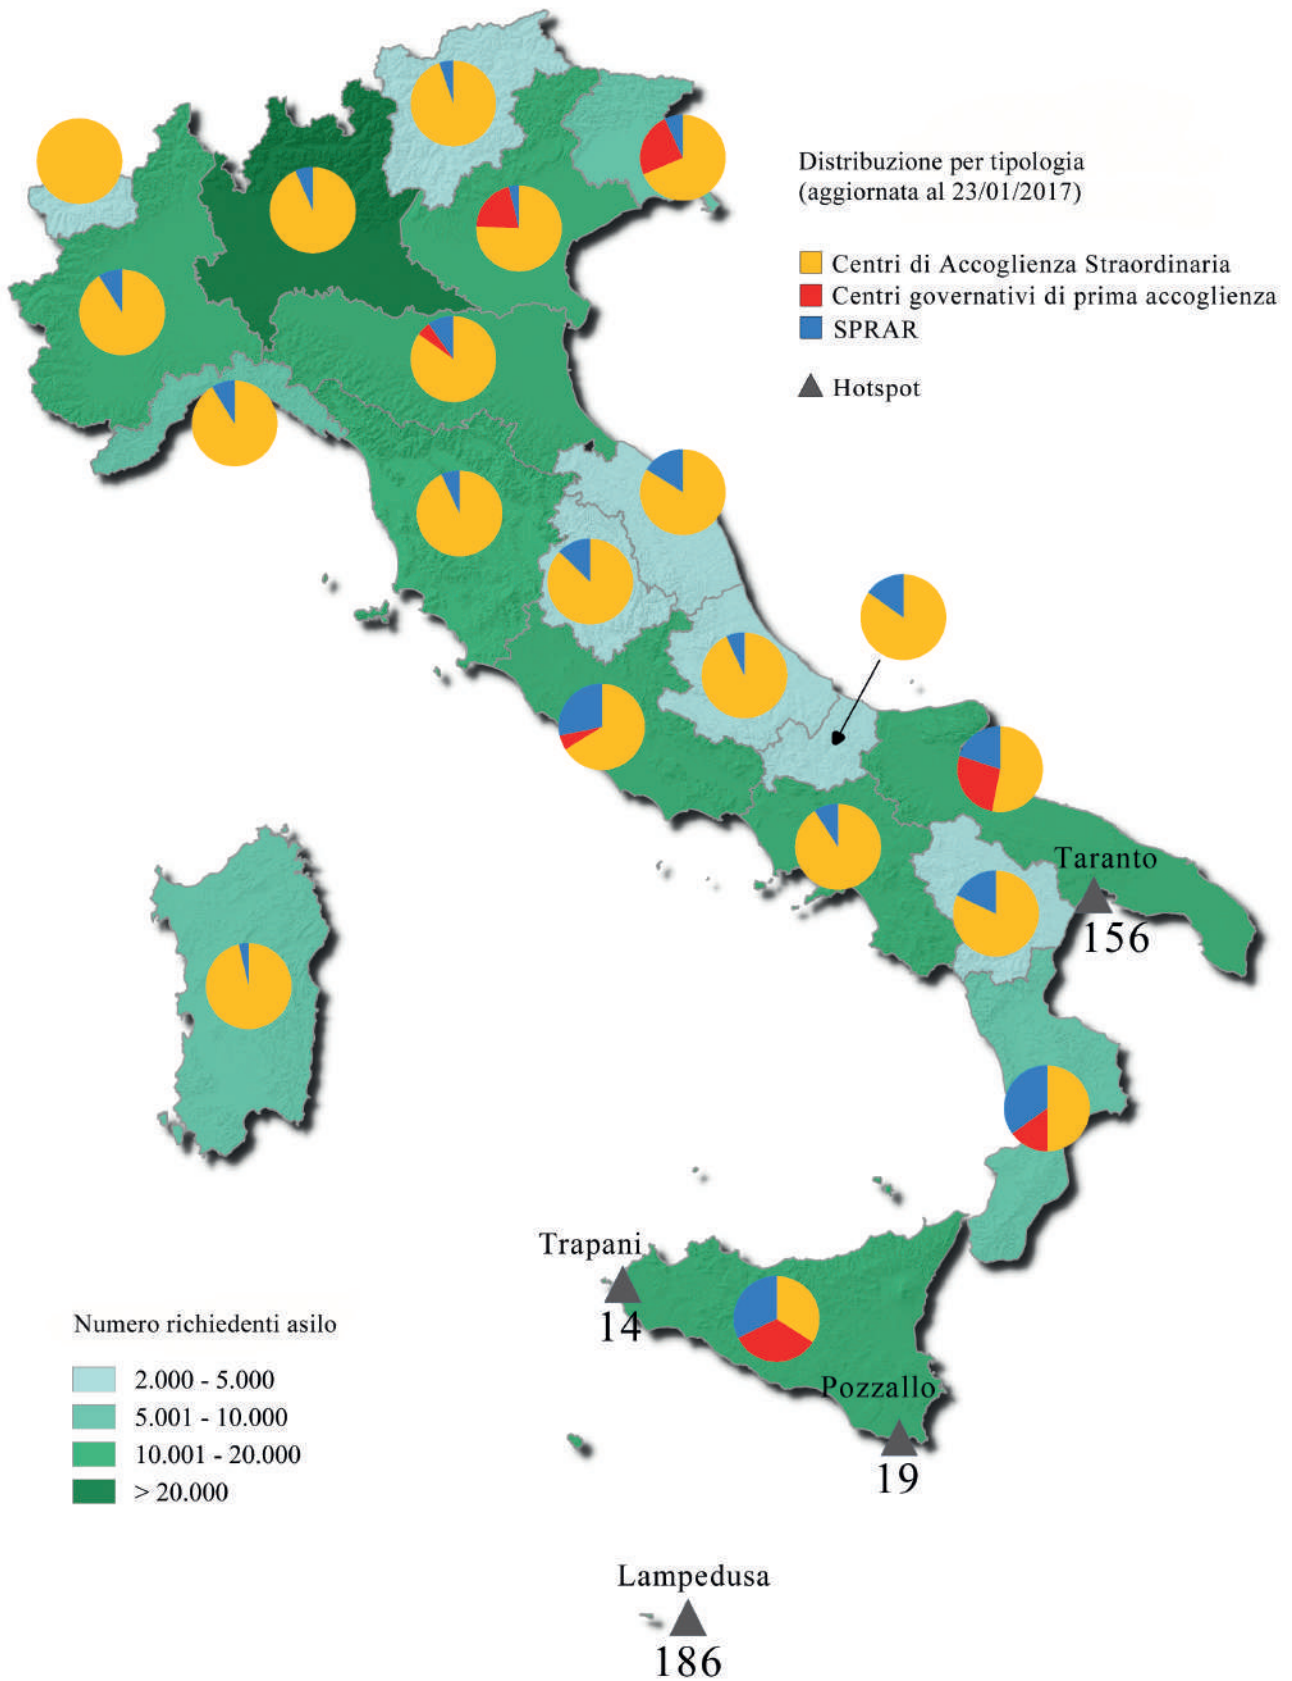 Distribuzione per tipologia
(aggiornata al 23/01/2017)
Centri di Accoglienza Straordinaria
Centri governativi di prima accoglienza
SPRAR
Hotspot
Taranto
156
Trapani
14
Pozzallo
19
Numero richiedenti asilo
2.000 - 5.000
5.001 - 10.000
10.001 - 20.000
> 20.000
Lampedusa
186